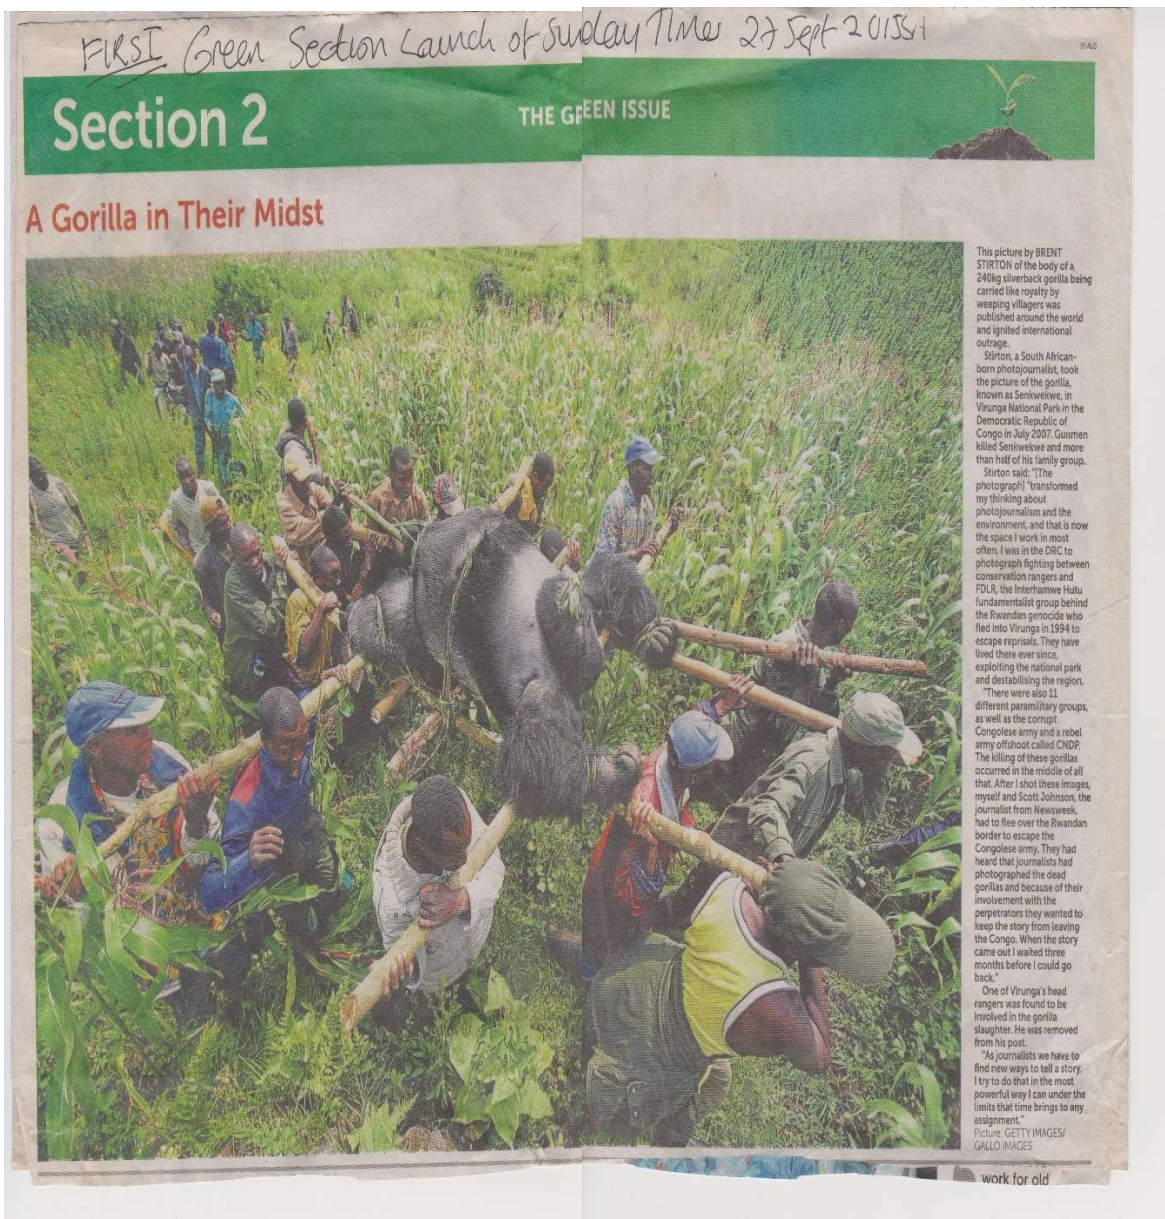 FIRST Green Section Launch of Sunday Times 27 Sept 2015 SA
01 ALO
Section 2
THE GREEN ISSUE
A Gorilla in Their Midst
This picture by BRENT
STIRTON of the body of a
240kg silverback gorilla being
carried like royalty by
weeping villagers was
published around the world
and ignited international
outrage.
Stirton, a South African-
born photojournalist, took
the picture of the gorilla,
known as Senkwekwe, in
Virunga National Park in the
Democratic Republic of
Congo in July 2007. Gunmen
killed Senkwekwe and more
than half of his family group.
Stirton said: "[The
photograph] "transformed
my thinking about
photojournalism and the
environment, and that is now
the space I work in most
often. I was in the DRC to
photograph fighting between
conservation rangers and
FDLR, the Interhamwe Hutu
fundamentalist group behind
the Rwandan genocide who
fled into Virunga in 1994 to
escape reprisals. They have
lived there ever since,
exploiting the national park
and destabilising the region.
"There were also 11
different paramilitary groups,
as well as the corrupt
Congolese army and a rebel
army offshoot called CNDP.
The killing of these gorillas
occurred in the middle of all
that. After I shot these images,
myself and Scott Johnson, the
journalist from Newsweek,
had to flee over the Rwandan
border to escape the
Congolese army. They had
heard that journalists had
photographed the dead
gorillas and because of their
involvement with the
perpetrators they wanted to
keep the story from leaving
the Congo. When the story
came out I waited three
months before I could go
back."
One of Virunga's head
rangers was found to be
involved in the gorilla
slaughter. He was removed
from his post.
"As journalists we have to
find new ways to tell a story.
I try to do that in the most
powerful way I can under the
limits that time brings to any
assignment."
Picture: GETTY IMAGES/
GALLO IMAGES
work for old